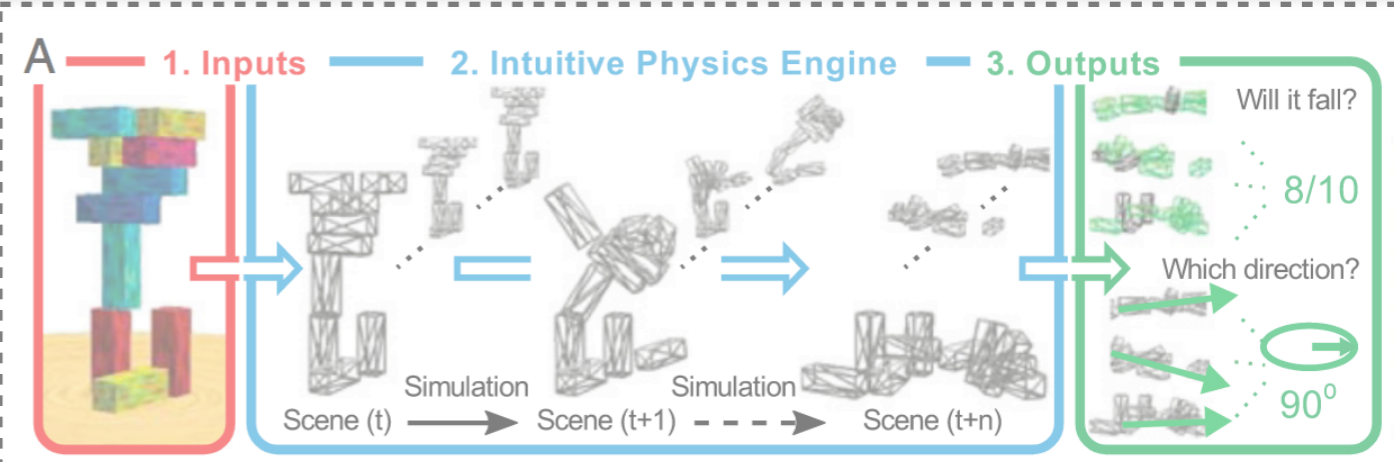 A
1. Inputs
2. Intuitive Physics Engine
3. Outputs
Will it fall?
8/10
Which direction?
90⁰
Simulation
Simulation
Scene (t)
Scene (t+1)
Scene (t+n)